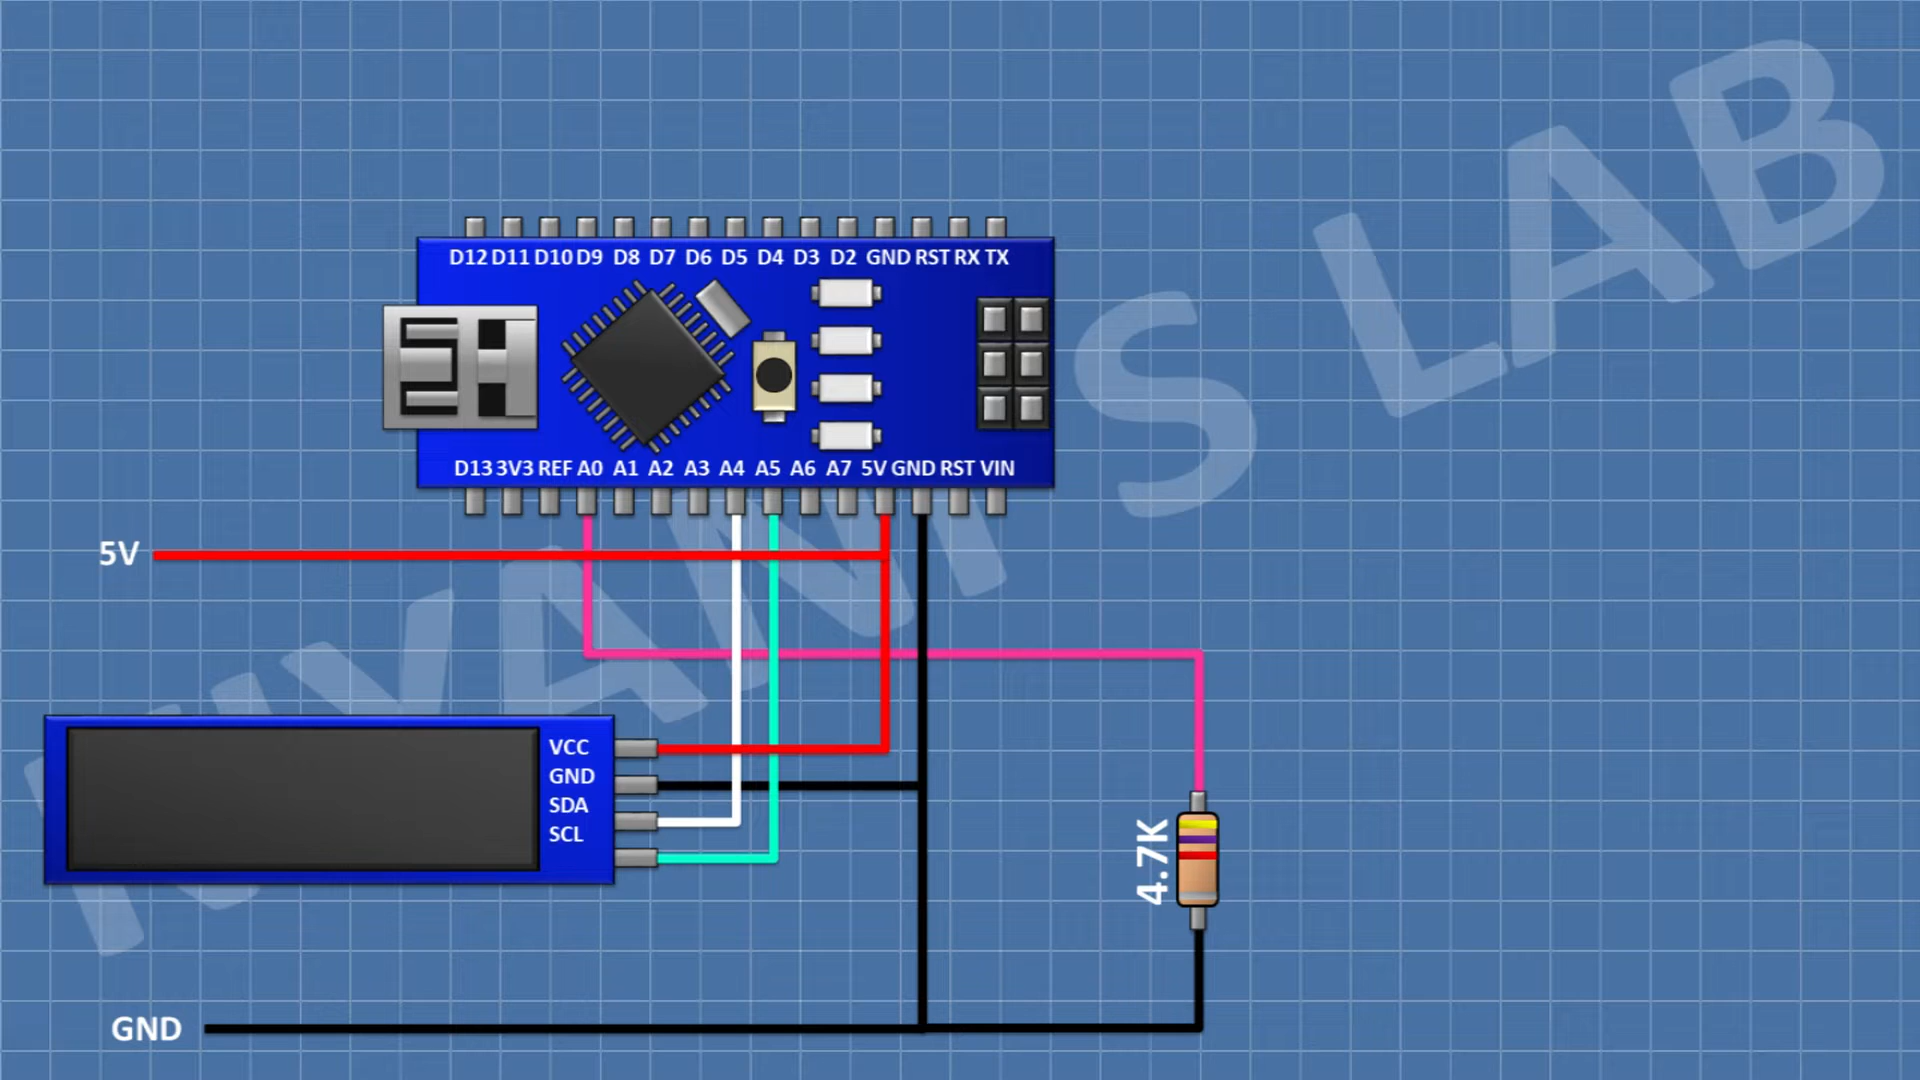 D12 D11 D10 D9 D8 D7 D6 D5 D4 D3 D2 GND RST RX TX
D13 3V3 REF A0 A1 A2 A3 A4 A5 A6 A7 5V GND RST VIN
5V
VCC
GND
SDA
SCL
4.7K
GND
LAB